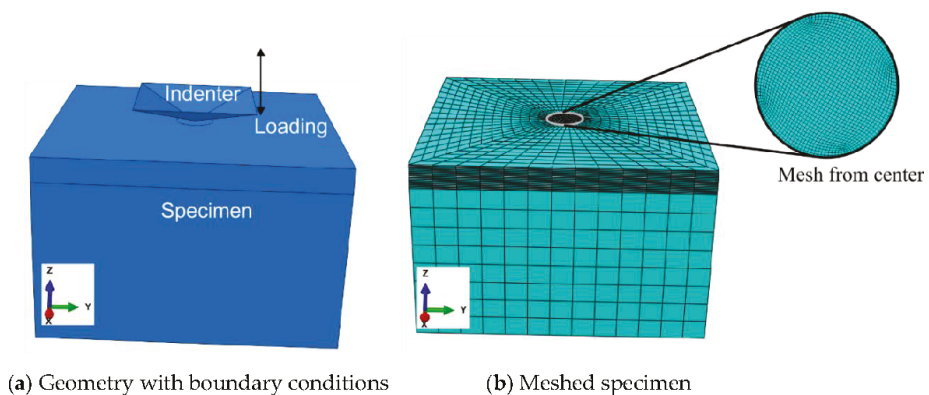 Indenter
Loading
Specimen
Z
Y
X
Z
Y
X
Mesh from center
(a) Geometry with boundary conditions
(b) Meshed specimen